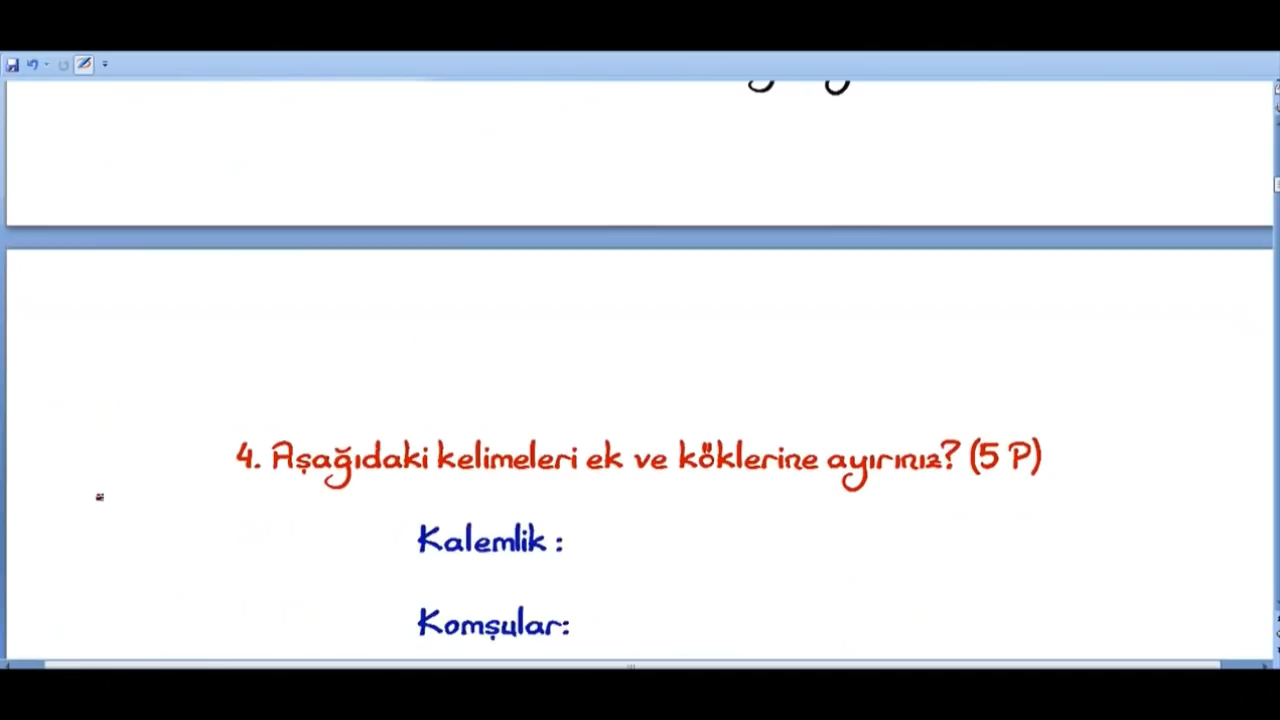 4. Aşağıdaki kelimeleri ek ve köklerine ayırınız? (5 P)
Kalemlik :
Komşular: